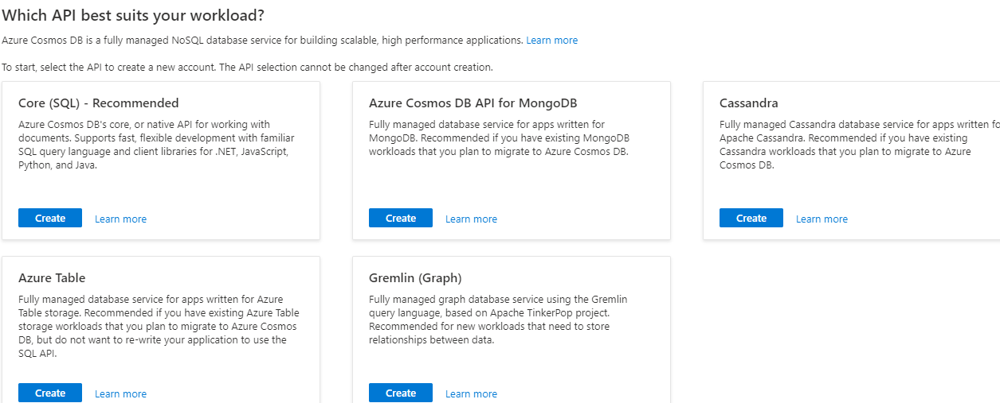 Which API best suits your workload?
Azure Cosmos DB is a fully managed NoSQL database service for building scalable, high performance applications. Learn more
To start, select the API to create a new account. The API selection cannot be changed after account creation.
Core (SQL) - Recommended
Azure Cosmos DB's core, or native API for working with
documents. Supports fast, flexible development with familiar
SQL query language and client libraries for .NET, JavaScript,
Python, and Java.
Create
Learn more
Azure Cosmos DB API for MongoDB
Fully managed database service for apps written for
MongoDB. Recommended if you have existing MongoDB
workloads that you plan to migrate to Azure Cosmos DB.
Create
Learn more
Cassandra
Fully managed Cassandra database service for apps written
Apache Cassandra. Recommended if you have existing
Cassandra workloads that you plan to migrate to Azure
Cosmos DB.
Create
Learn more
Azure Table
Fully managed database service for apps written for Azure
Table storage. Recommended if you have existing Azure Table
storage workloads that you plan to migrate to Azure Cosmos
DB, but do not want to re-write your application to use the
SQL API.
Create
Learn more
Gremlin (Graph)
Fully managed graph database service using the Gremlin
query language, based on Apache TinkerPop project.
Recommended for new workloads that need to store
relationships between data.
Create
Learn more